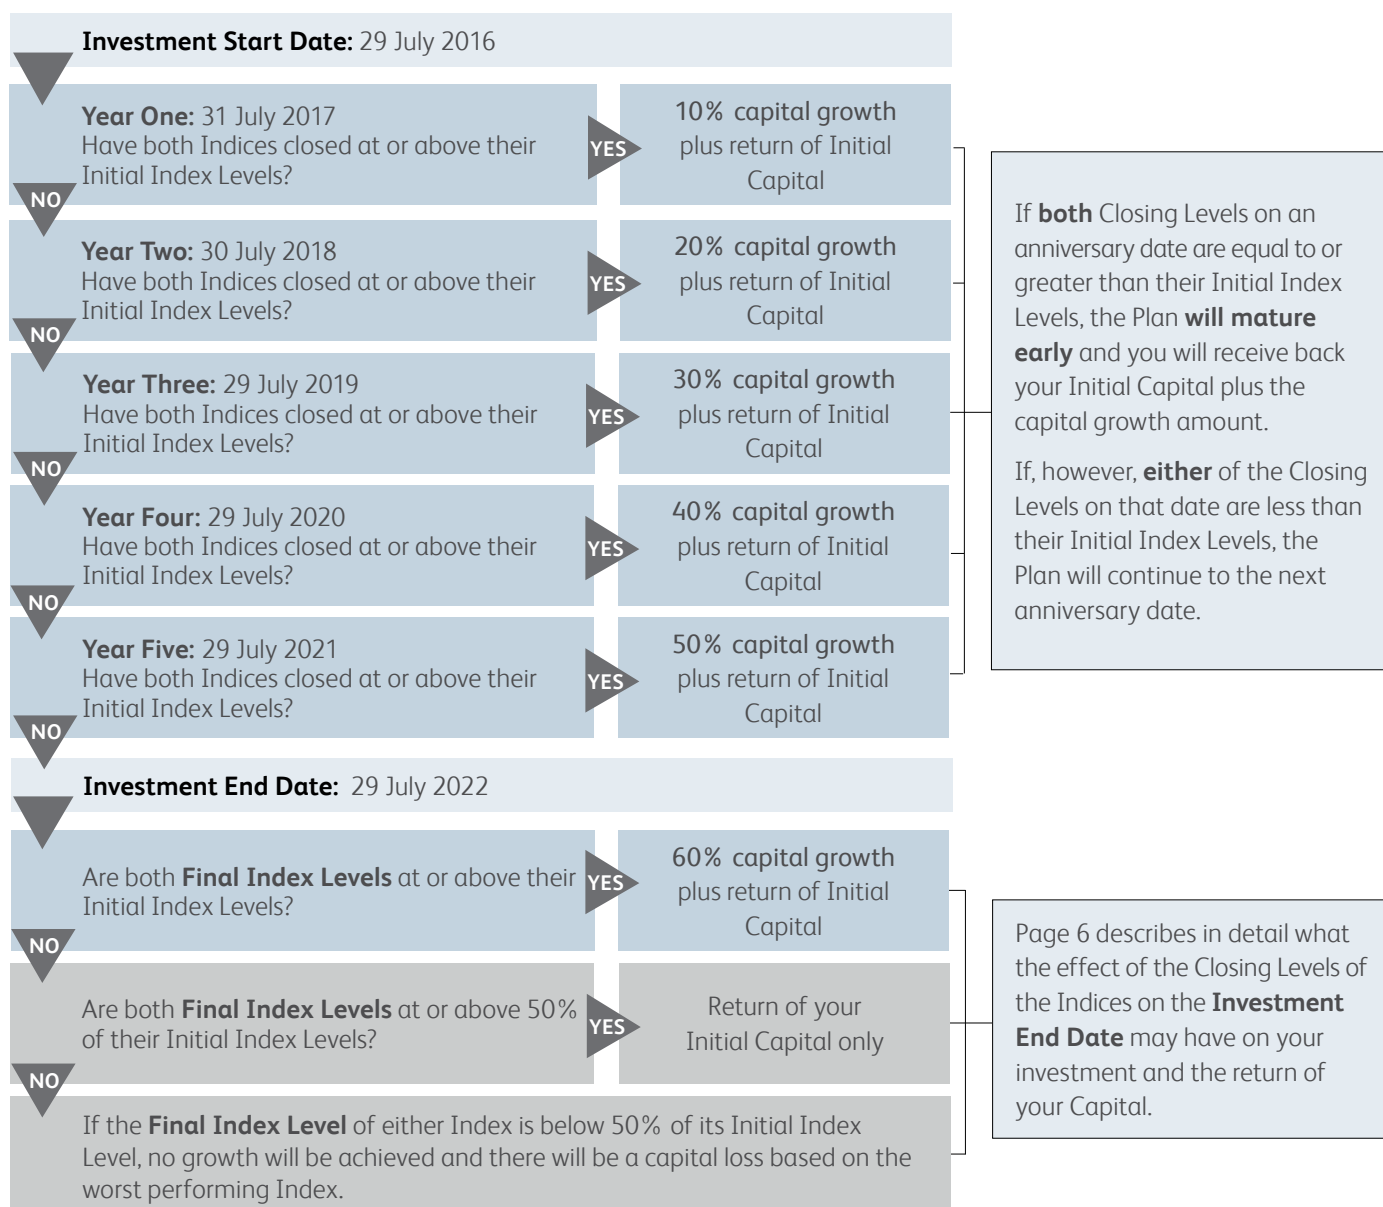 Investment Start Date: 29 July 2016
Year One: 31 July 2017
Have both Indices closed at or above their
Initial Index Levels?
YES
10% capital growth
plus return of Initial
Capital
NO
Year Two: 30 July 2018
Have both Indices closed at or above their
Initial Index Levels?
YES
20% capital growth
plus return of Initial
Capital
NO
Year Three: 29 July 2019
Have both Indices closed at or above their
Initial Index Levels?
YES
30% capital growth
plus return of Initial
Capital
NO
Year Four: 29 July 2020
Have both Indices closed at or above their
Initial Index Levels?
YES
40% capital growth
plus return of Initial
Capital
NO
Year Five: 29 July 2021
Have both Indices closed at or above their
Initial Index Levels?
YES
50% capital growth
plus return of Initial
Capital
NO
If both Closing Levels on an
anniversary date are equal to or
greater than their Initial Index
Levels, the Plan will mature
early and you will receive back
your Initial Capital plus the
capital growth amount.
If, however, either of the Closing
Levels on that date are less than
their Initial Index Levels, the
Plan will continue to the next
anniversary date.
Investment End Date: 29 July 2022
Are both Final Index Levels at or above their
Initial Index Levels?
YES
60% capital growth
plus return of Initial
Capital
NO
Are both Final Index Levels at or above 50%
of their Initial Index Levels?
YES
Return of your
Initial Capital only
NO
If the Final Index Level of either Index is below 50% of its Initial Index
Level, no growth will be achieved and there will be a capital loss based on the
worst performing Index.
Page 6 describes in detail what
the effect of the Closing Levels of
the Indices on the Investment
End Date may have on your
investment and the return of
your Capital.